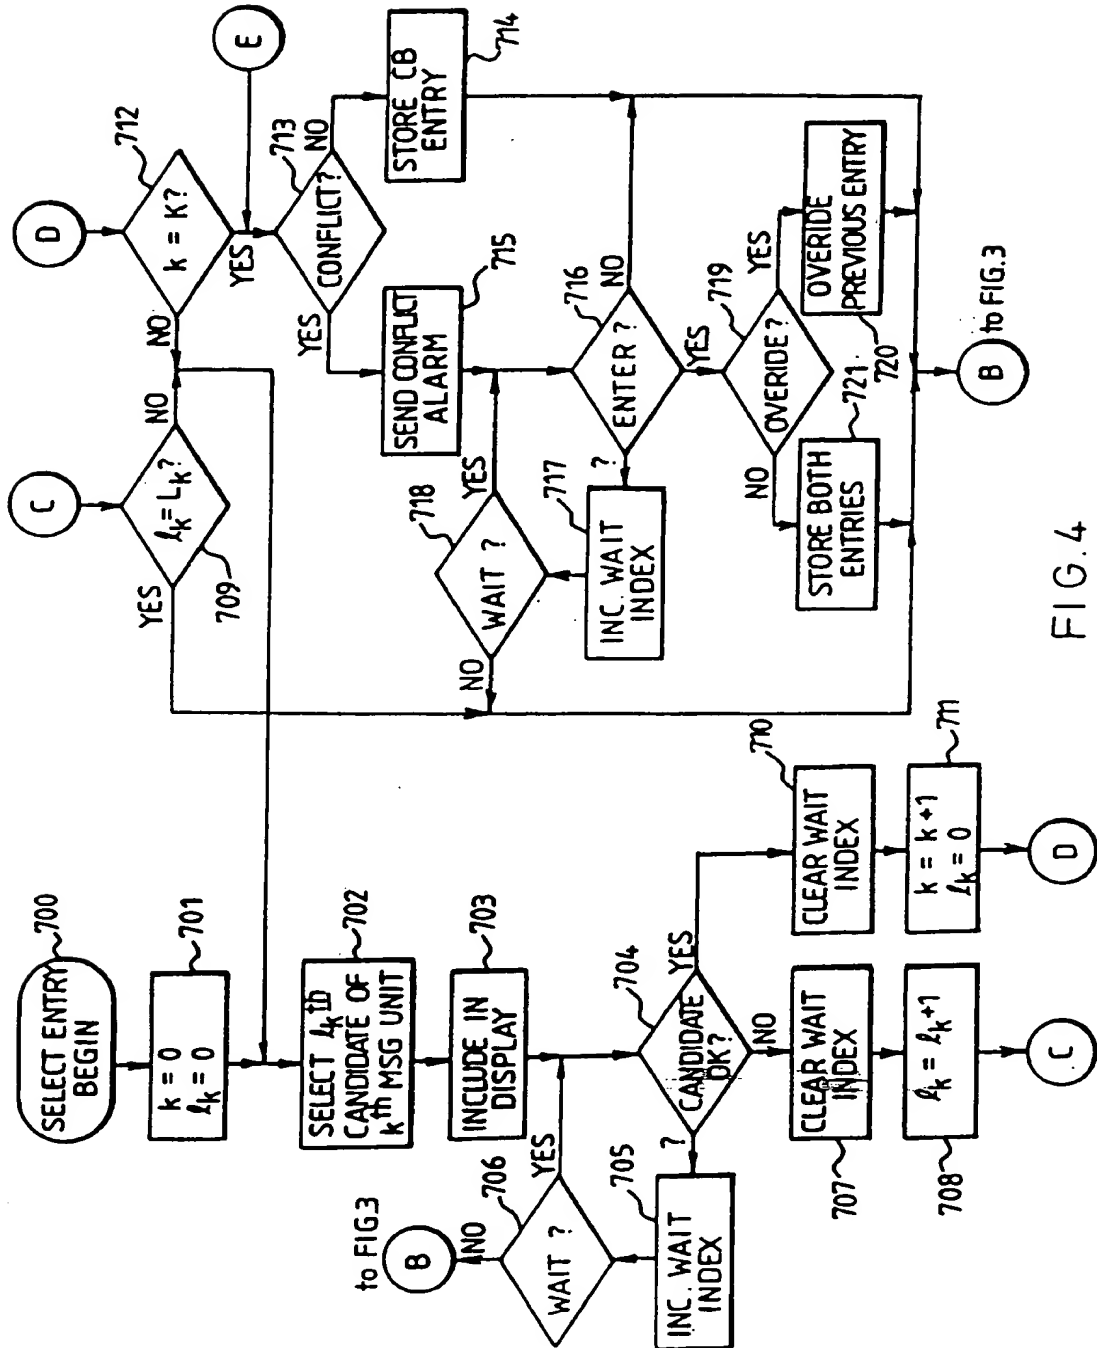 SELECT ENTRY
BEGIN
700
k = 0
ℓk = 0
701
SELECT ℓk th
CANDIDATE OF
kth MSG UNIT
702
INCLUDE IN
DISPLAY
703
CANDIDATE
OK?
704
YES
NO
?
INC. WAIT
INDEX
705
WAIT ?
706
YES
NO
B
to FIG.3
CLEAR WAIT
INDEX
707
ℓk = ℓk+1
708
C
CLEAR WAIT
INDEX
710
k = k+1
ℓk = 0
711
D
C
ℓk = Lk?
709
YES
NO
D
k = K?
712
NO
YES
E
CONFLICT?
713
YES
NO
STORE CB
ENTRY
714
SEND CONFLICT
ALARM
715
ENTER ?
716
NO
YES
?
INC. WAIT
INDEX
717
WAIT ?
718
YES
NO
OVERRIDE?
719
NO
YES
OVERRIDE
PREVIOUS ENTRY
720
STORE BOTH
ENTRIES
721
B
to FIG.3
FIG.4